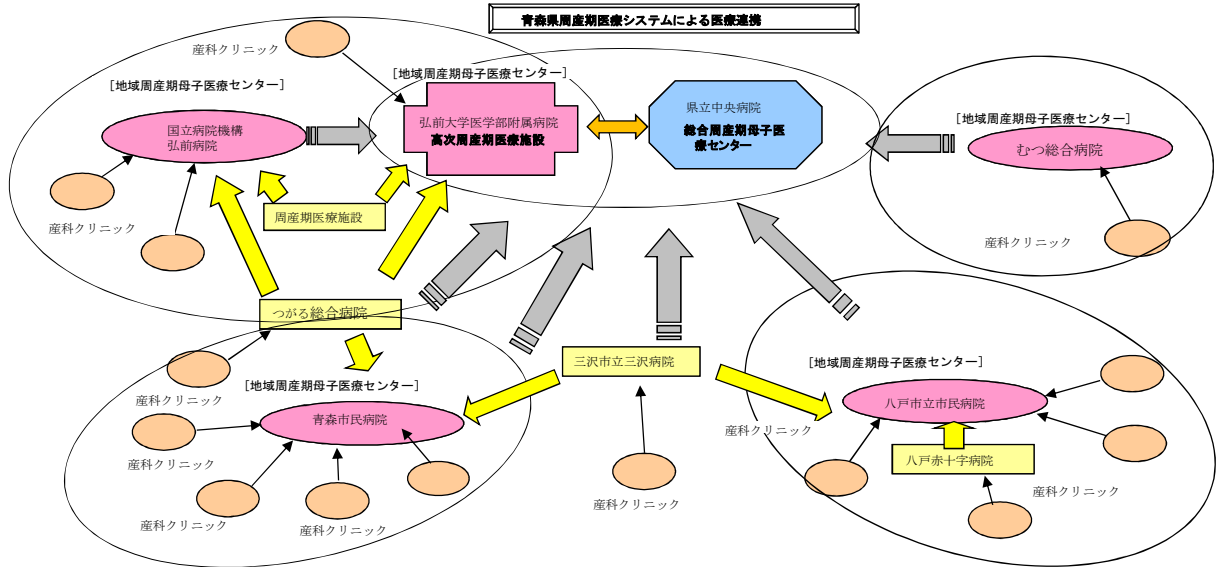 青森県周産期医療システムによる医療連携
産科クリニック
[地域周産期母子医療センター]
[地域周産期母子医療センター]
国立病院機構
弘前病院
弘前大学医学部附属病院
高次周産期医療施設
県立中央病院
総合周産期母子医
療センター
[地域周産期母子医療センター]
むつ総合病院
産科クリニック
周産期医療施設
産科クリニック
つがる総合病院
三沢市立三沢病院
[地域周産期母子医療センター]
[地域周産期母子医療センター]
産科クリニック
青森市民病院
八戸市立市民病院
産科クリニック
産科クリニック
八戸赤十字病院
産科クリニック
産科クリニック
産科クリニック
産科クリニック
産科クリニック